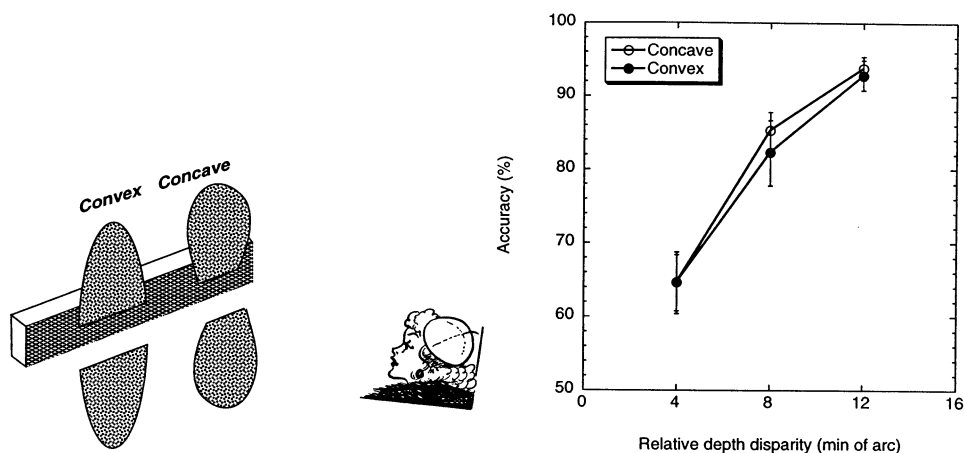 Convex
Concave
Accuracy (%)
100
90
80
70
60
50
Concave
Convex
0
4
8
12
16
Relative depth disparity (min of arc)